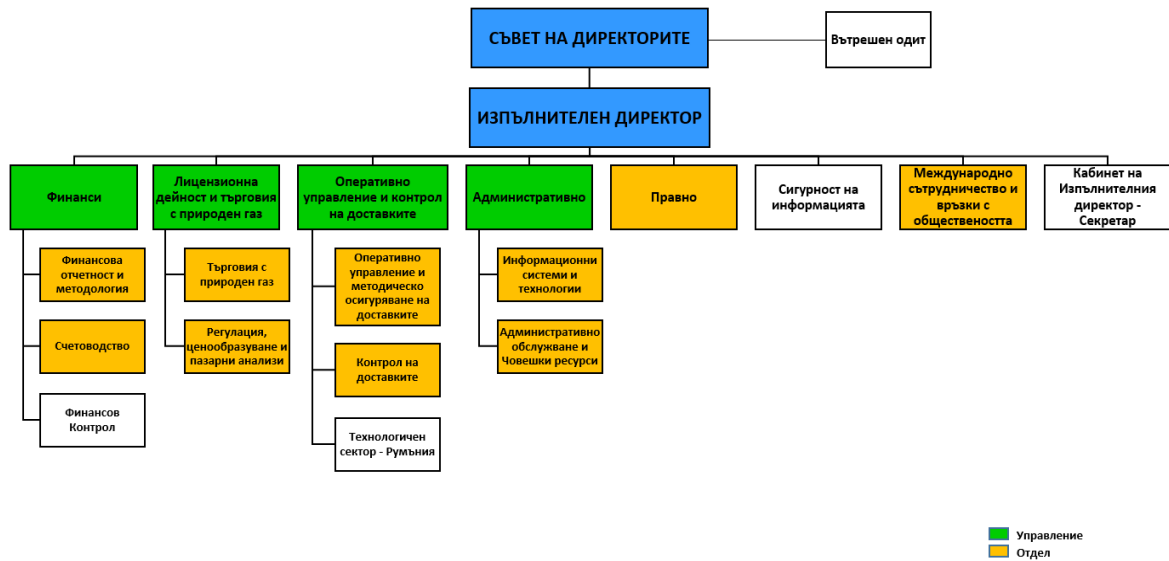 СЪВЕТ НА ДИРЕКТОРИТЕ
Вътрешен одит
ИЗПЪЛНИТЕЛЕН ДИРЕКТОР
Финанси
Лицензионна
дейност и търговия
с природен газ
Оперативно
управление и контрол
на доставките
Административно
Правно
Сигурност на
информацията
Международно
сътрудничество и
връзки с
обществеността
Кабинет на
Изпълнителния
директор -
Секретар
Финансова
отчетност и
методология
Търговия с
природен газ
Оперативно
управление и
методическо
осигуряване на
доставките
Информационни
системи и
технологии
Счетоводство
Регулация,
ценообразуване и
пазарни анализи
Контрол на
доставките
Административно
обслужване и
Човешки ресурси
Финансов
Контрол
Технологичен
сектор - Румъния
Управление
Отдел